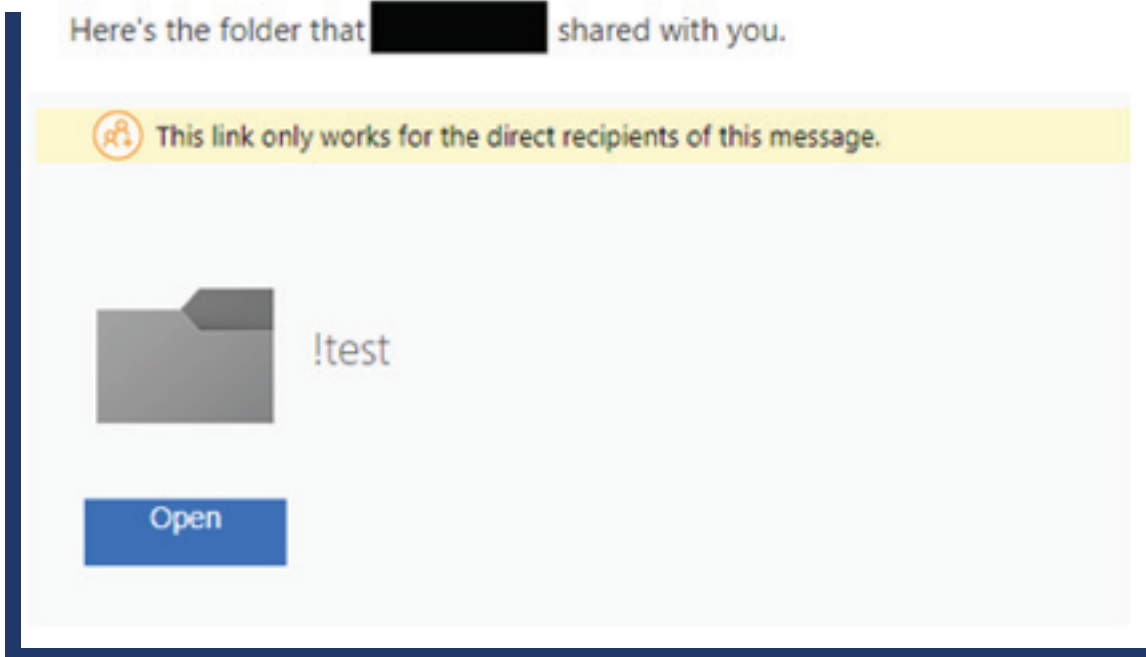 Here's the folder that shared with you.
This link only works for the direct recipients of this message.
!test
Open